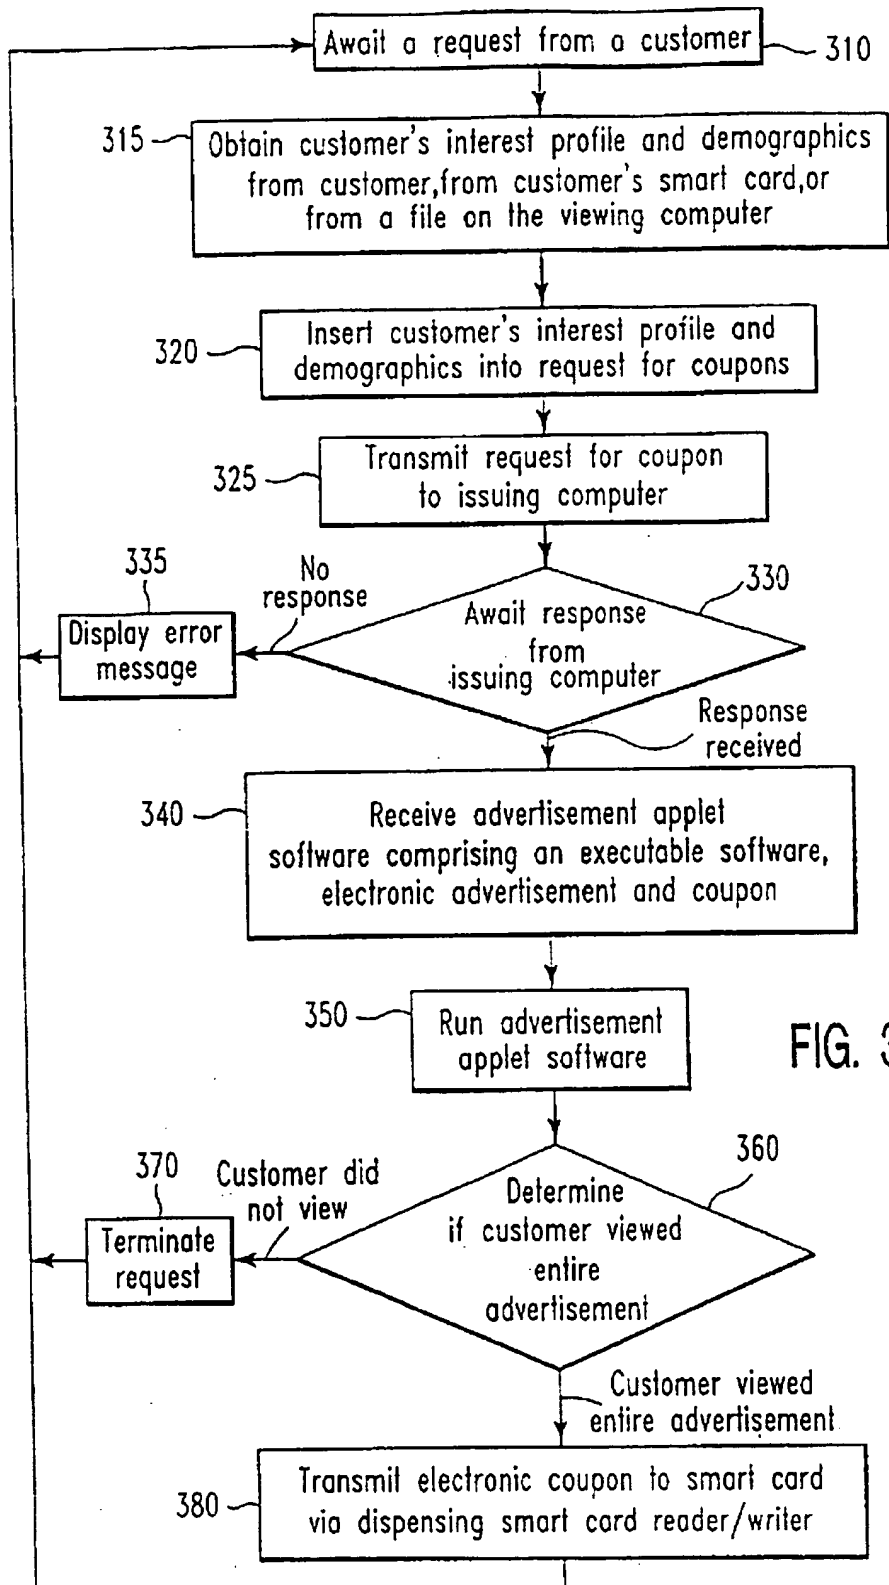 Await a request from a customer
310
315
Obtain customer's interest profile and demographics
from customer, from customer's smart card, or
from a file on the viewing computer
320
Insert customer's interest profile and
demographics into request for coupons
325
Transmit request for coupon
to issuing computer
335
No
response
330
Display error
message
Await response
from
issuing computer
Response
received
340
Receive advertisement applet
software comprising an executable software,
electronic advertisement and coupon
350
Run advertisement
applet software
FIG. 3
370
Customer did
not view
360
Terminate
request
Determine
if customer viewed
entire
advertisement
Customer viewed
entire advertisement
380
Transmit electronic coupon to smart card
via dispensing smart card reader/writer